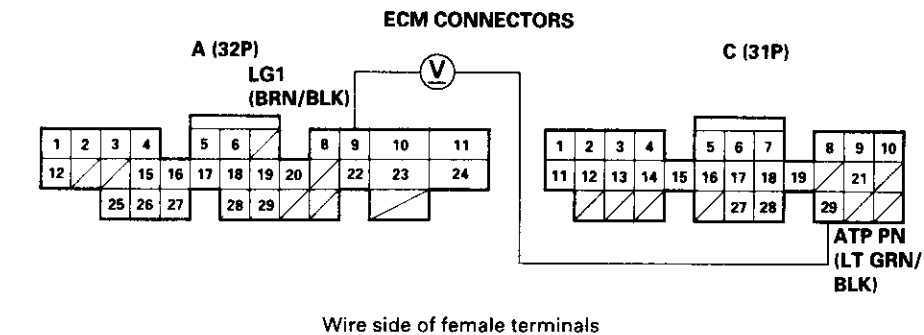 ECM CONNECTORS
A (32P)
C (31P)
LG1
(BRN/BLK)
V
1 2 3 4 5 6 8 9 10 11
12 15 16 17 18 19 20 22 23 24
25 26 27 28 29
1 2 3 4 5 6 7 8 9 10
11 12 13 14 15 16 17 18 19 21
27 28 29
ATP PN
(LT GRN/
BLK)
Wire side of female terminals